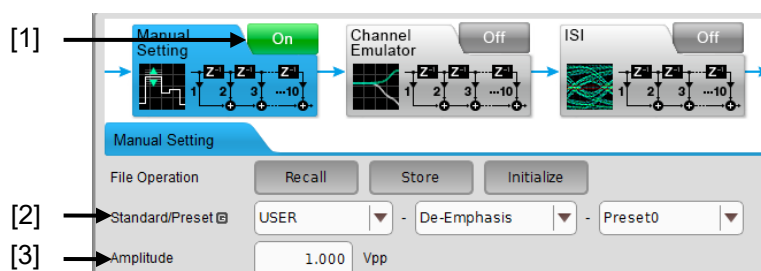 [1] Manual Setting On Channel Emulator Off ISI Off
Z⁻¹ Z⁻¹ Z⁻¹ Z⁻¹ Z⁻¹ Z⁻¹ Z⁻¹ Z⁻¹ Z⁻¹
1 2 3 ...10 1 2 3 ...10 1 2 3 ...10
Manual Setting
File Operation Recall Store Initialize
[2] Standard/Preset G USER - De-Emphasis - Preset0
[3] Amplitude 1.000 Vpp